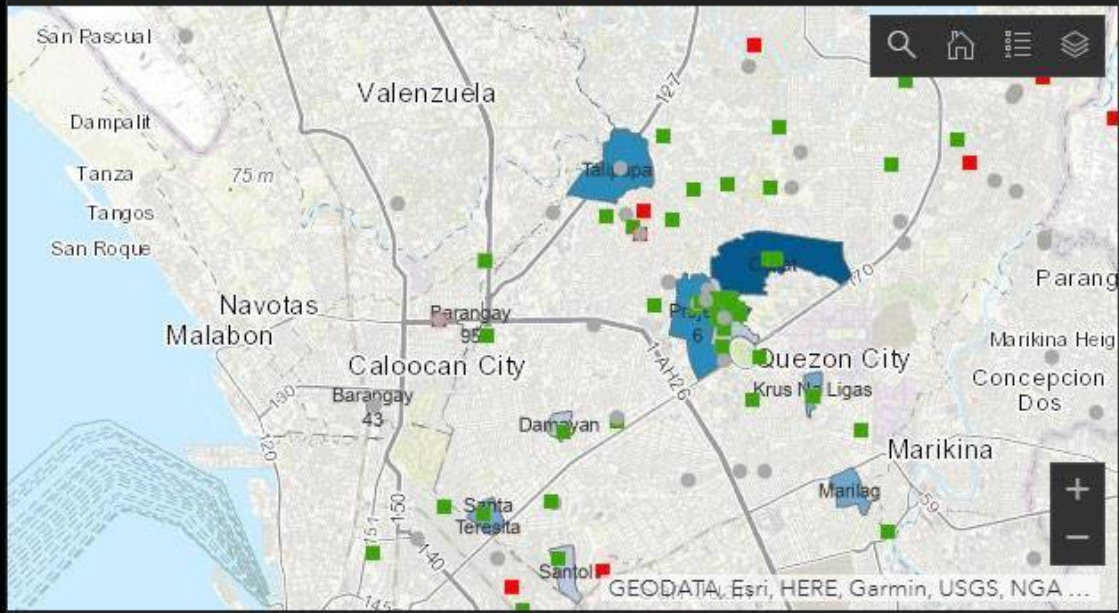 San Pascual
Valenzuela
127
Dampalit
Tanza
75 m
Talipapa
Tangos
San Roque
170
Parang
Navotas
Barangay
95
Malabon
6
Marikina Heig
Caloocan City
Quezon City
1-AH26
Concepcion
Dos
130
Barangay
43
Krus Na Ligas
Damayan
120
Marikina
Marilag
59
150
Santa
Teresita
151
140
Santol
145
GEODATA, Esri, HERE, Garmin, USGS, NGA ...
+
−